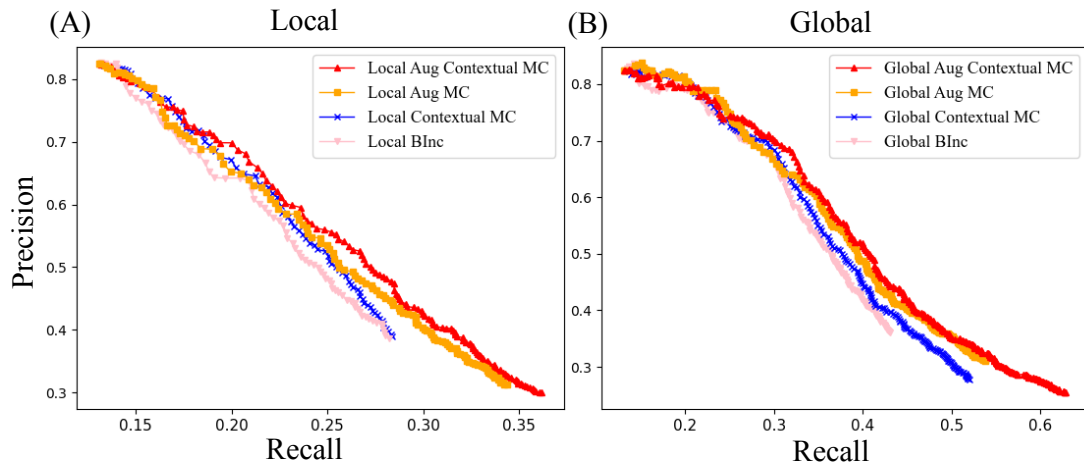 (A)
Local
(B)
Global
Precision
0.8
0.7
0.6
0.5
0.4
0.3
Local Aug Contextual MC
Local Aug MC
Local Contextual MC
Local BInc
0.15
0.20
0.25
0.30
0.35
Recall
0.8
0.7
0.6
0.5
0.4
0.3
Global Aug Contextual MC
Global Aug MC
Global Contextual MC
Global BInc
0.2
0.3
0.4
0.5
0.6
Recall